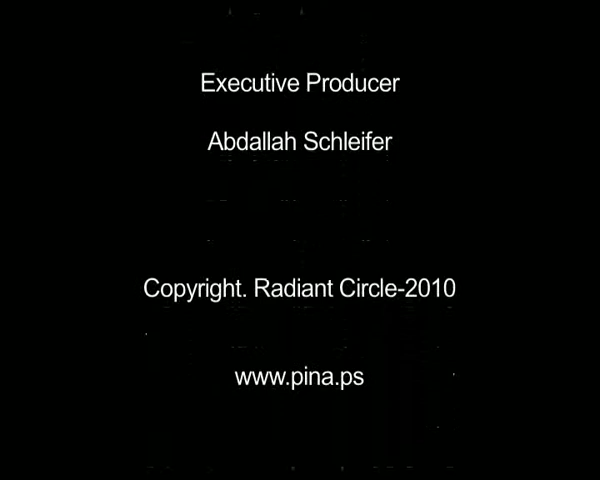 Executive Producer
Abdallah Schleifer
Copyright. Radiant Circle-2010
www.pina.ps